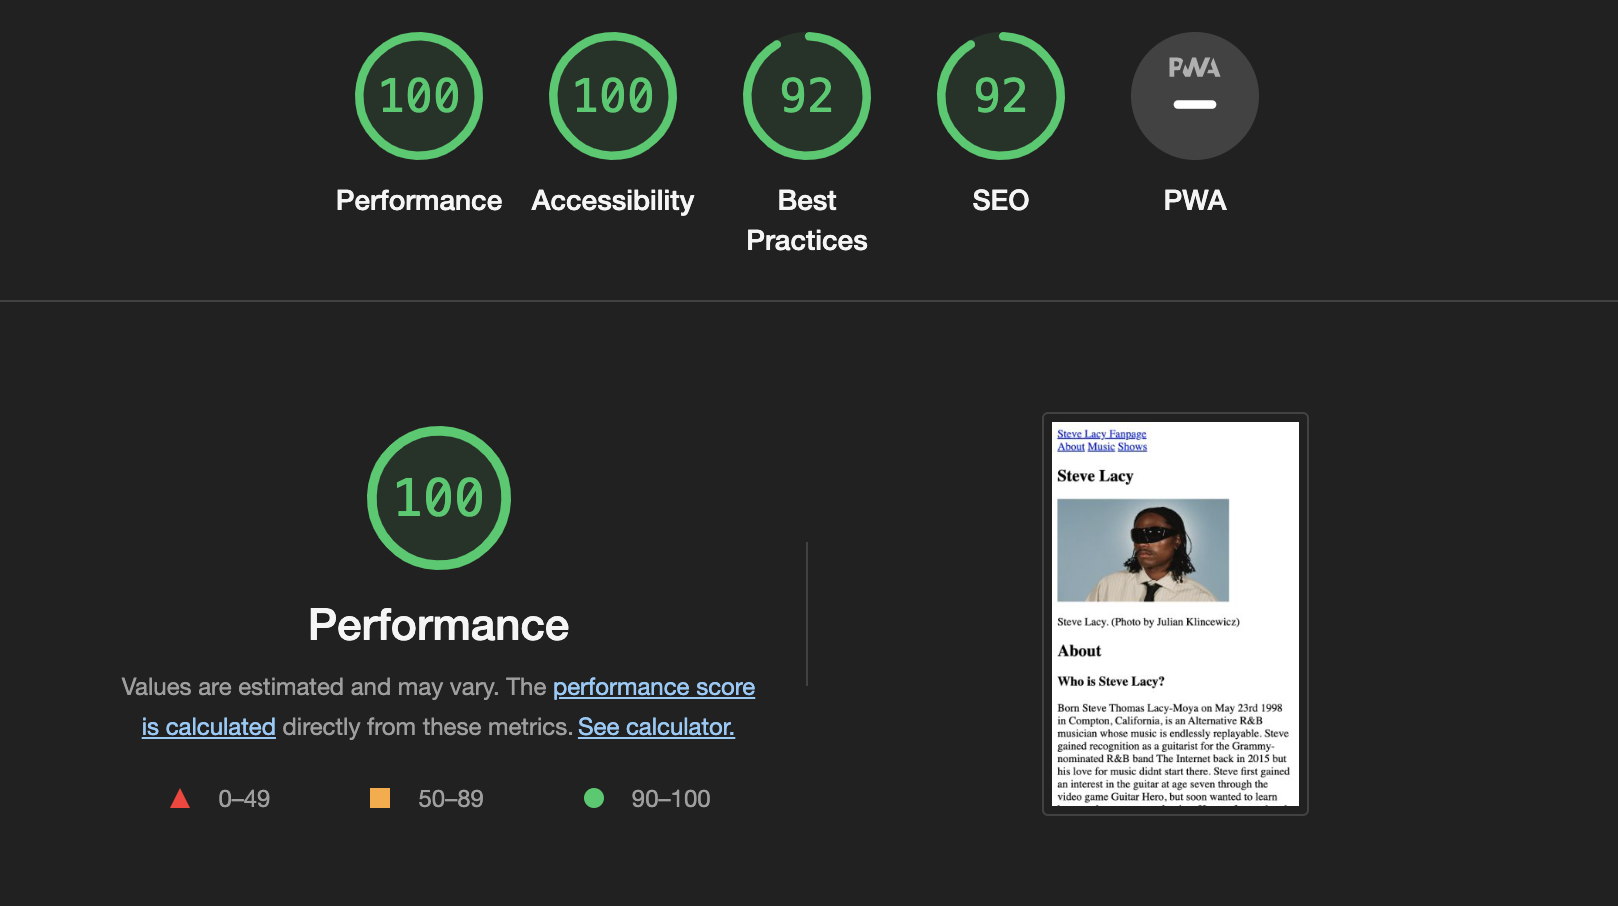 100
100
92
92
PWA
Performance
Accessibility
Best
Practices
SEO
PWA
100
Performance
Values are estimated and may vary. The performance score
is calculated directly from these metrics. See calculator.
0–49
50–89
90–100
Steve Lacy Fanpage
About Music Shows
Steve Lacy
Steve Lacy. (Photo by Julian Klincewicz)
About
Who is Steve Lacy?
Born Steve Thomas Lacy-Moya on May 23rd 1998
in Compton, California, is an Alternative R&B
musician whose music is endlessly replayable. Steve
gained recognition as a guitarist for the Grammy-
nominated R&B band The Internet back in 2015 but
his love for music didnt start there. Steve first gained
an interest in the guitar at age seven through the
video game Guitar Hero, but soon wanted to learn